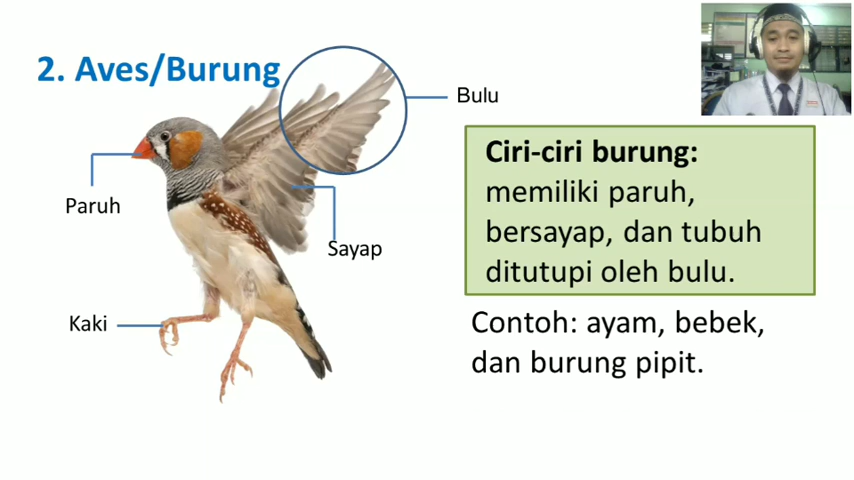 2. Aves/Burung
Bulu
Paruh
Sayap
Kaki
Ciri-ciri burung:
memiliki paruh,
bersayap, dan tubuh
ditutupi oleh bulu.
Contoh: ayam, bebek,
dan burung pipit.